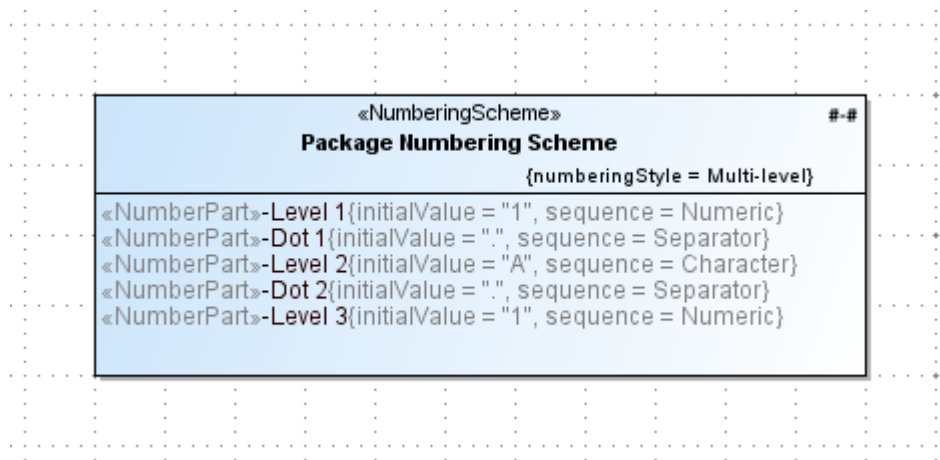 «NumberingScheme» #-#
Package Numbering Scheme
{numberingStyle = Multi-level}
«NumberPart»-Level 1{initialValue = "1", sequence = Numeric}
«NumberPart»-Dot 1{initialValue = ".", sequence = Separator}
«NumberPart»-Level 2{initialValue = "A", sequence = Character}
«NumberPart»-Dot 2{initialValue = ".", sequence = Separator}
«NumberPart»-Level 3{initialValue = "1", sequence = Numeric}